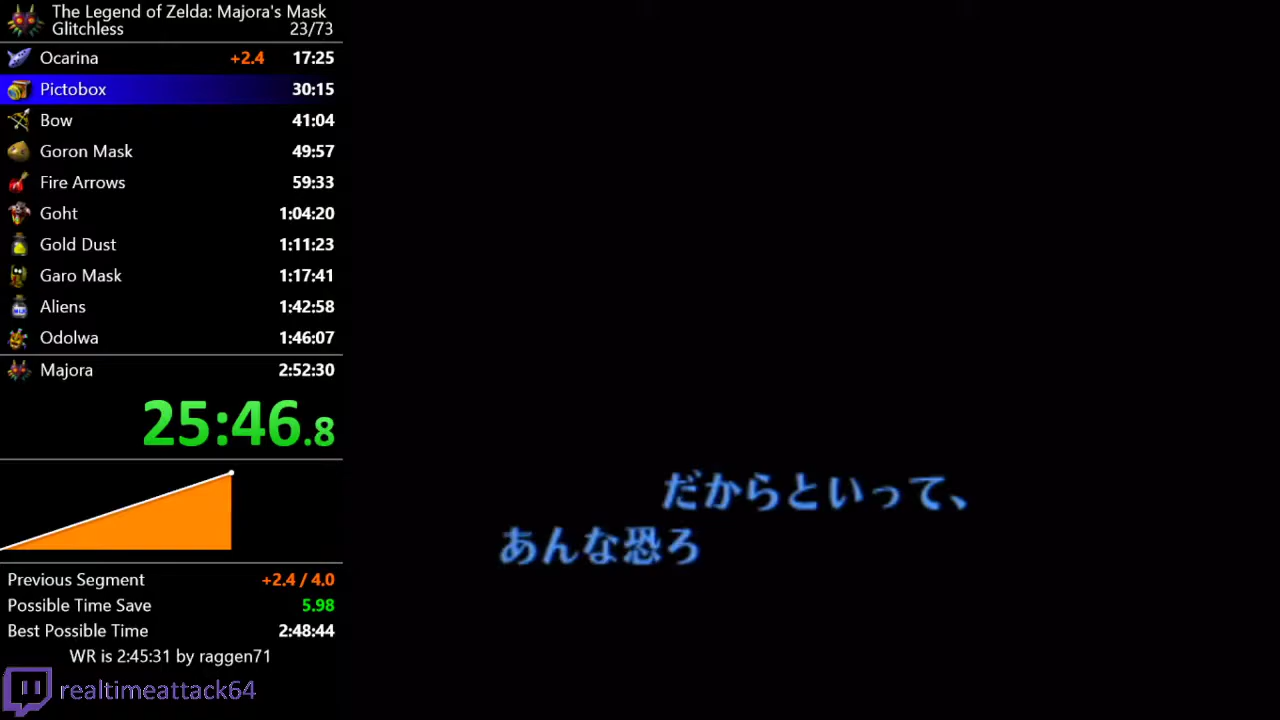 The Legend of Zelda: Majora's Mask
Glitchless 23/73
Ocarina +2.4 17:25
Pictobox 30:15
Bow 41:04
Goron Mask 49:57
Fire Arrows 59:33
Goht 1:04:20
Gold Dust 1:11:23
Garo Mask 1:17:41
Aliens 1:42:58
Odolwa 1:46:07
Majora 2:52:30
25:46.8
だからといって、
あんな恐ろ
Previous Segment +2.4 / 4.0
Possible Time Save 5.98
Best Possible Time 2:48:44
WR is 2:45:31 by raggen71
realtimeattack64